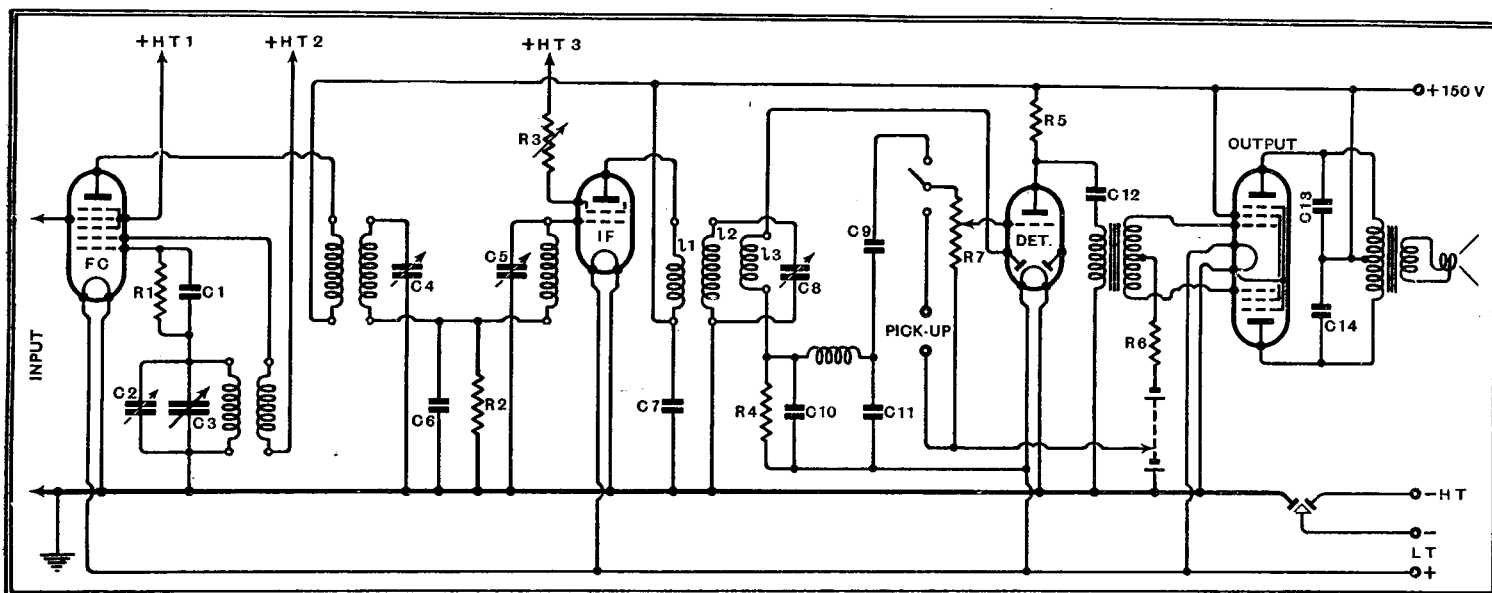 +HT1
+HT2
+HT3
+150 V
R5
OUTPUT
R3
C12
C13
IF
l1
l2
l3
C9
DET.
FC
C5
C4
C8
R7
R1
C1
PICK-UP
C14
R6
INPUT
C2
C3
C6
R2
C7
R4
C10
C11
-HT
-
LT
+